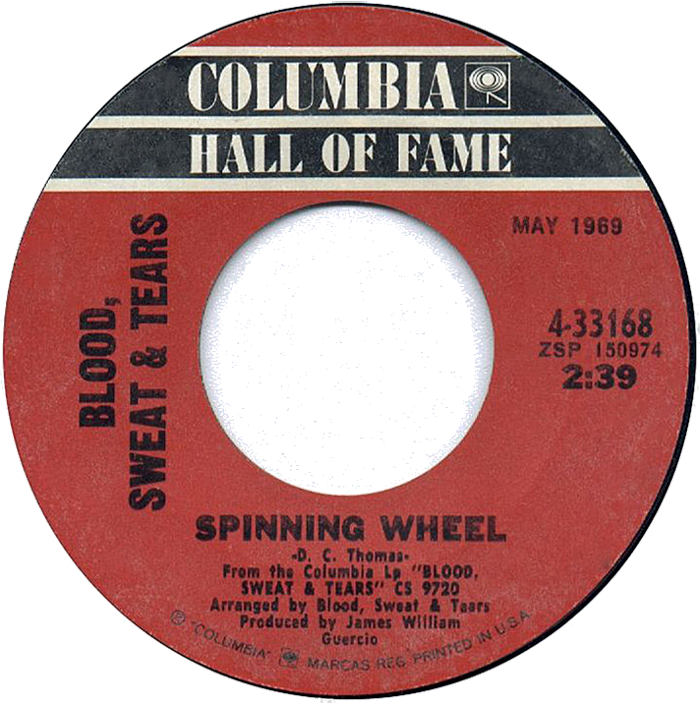 COLUMBIA
HALL OF FAME
MAY 1969
BLOOD,
SWEAT & TEARS
4-33168
ZSP 150974
2:39
SPINNING WHEEL
-D. C. Thomas-
From the Columbia Lp "BLOOD,
SWEAT & TEARS" CS 9720
Arranged by Blood, Sweat & Tears
Produced by James William
Guercio
℗ "COLUMBIA" MARCAS REG. PRINTED IN U.S.A.